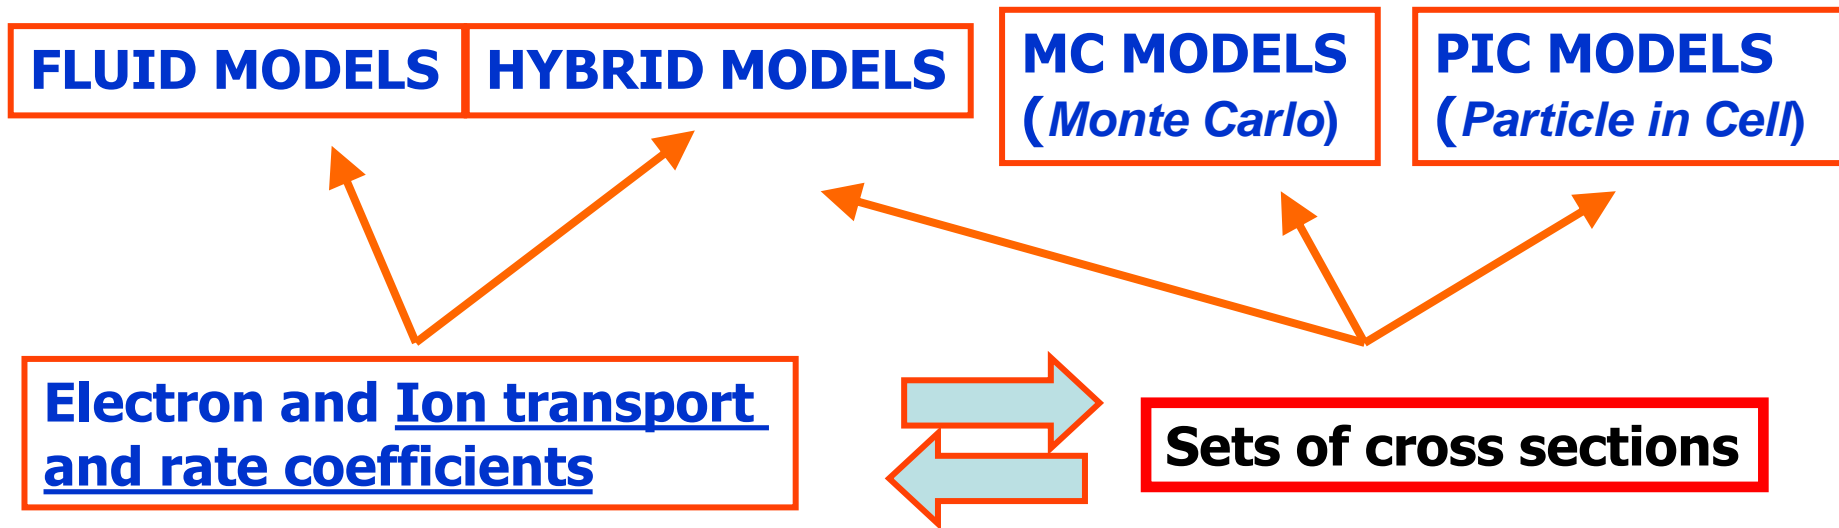 FLUID MODELS
HYBRID MODELS
MC MODELS
(Monte Carlo)
PIC MODELS
(Particle in Cell)
Electron and Ion transport
and rate coefficients
Sets of cross sections